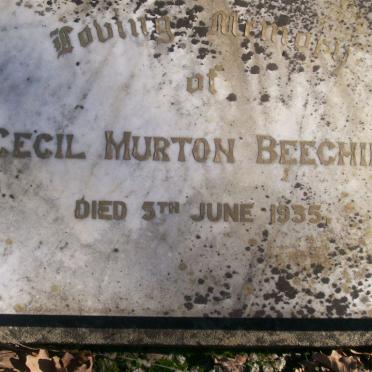 Loving Memory
of
CECIL MURTON
DIED 5TH JUNE 1935.